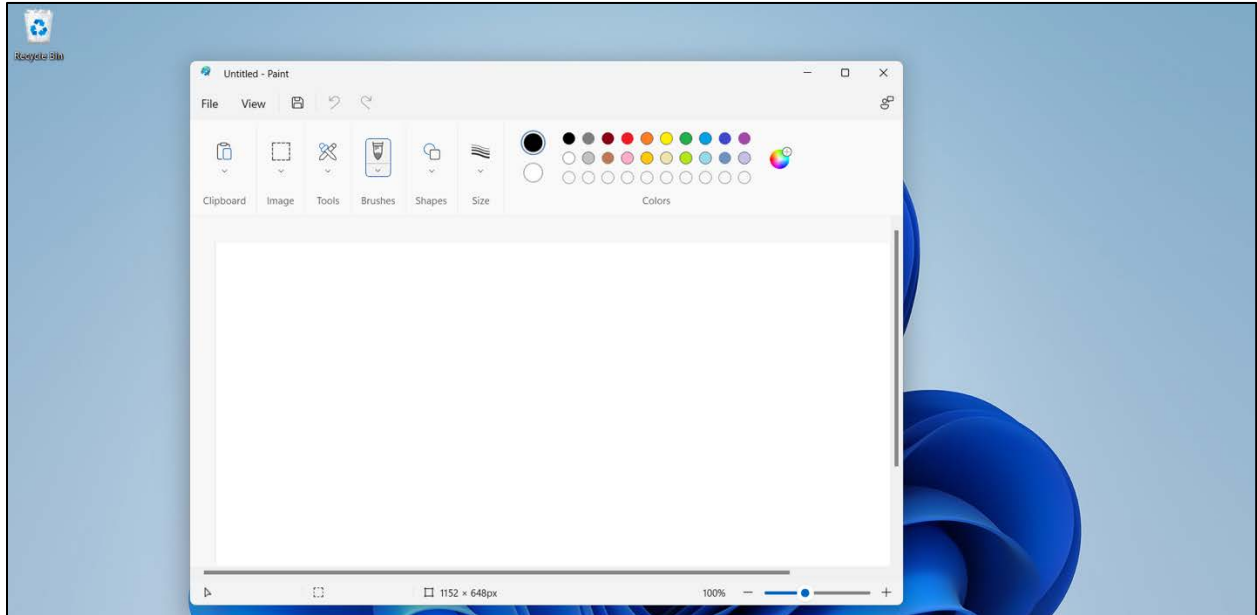 Recycle Bin
Untitled - Paint
File View
Clipboard Image Tools Brushes Shapes Size Colors
1152 × 648px 100%